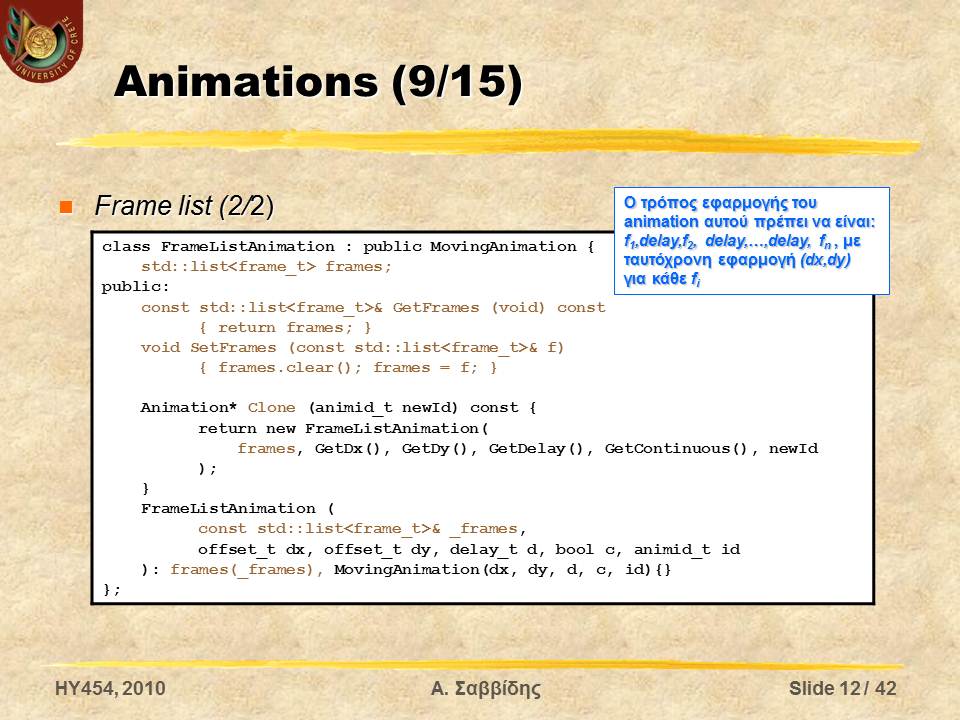 UNIVERSITY OF CRETE
Animations (9/15)
Frame list (2/2)
Ο τρόπος εφαρμογής του
animation αυτού πρέπει να είναι:
f1,delay,f2, delay,…,delay, fn , με
ταυτόχρονη εφαρμογή (dx,dy)
για κάθε fi
class FrameListAnimation : public MovingAnimation {
std::list<frame_t> frames;
public:
const std::list<frame_t>& GetFrames (void) const
{ return frames; }
void SetFrames (const std::list<frame_t>& f)
{ frames.clear(); frames = f; }
Animation* Clone (animid_t newId) const {
return new FrameListAnimation(
frames, GetDx(), GetDy(), GetDelay(), GetContinuous(), newId
);
}
FrameListAnimation (
const std::list<frame_t>& _frames,
offset_t dx, offset_t dy, delay_t d, bool c, animid_t id
): frames(_frames), MovingAnimation(dx, dy, d, c, id){}
};
HY454, 2010
Α. Σαββίδης
Slide 12 / 42